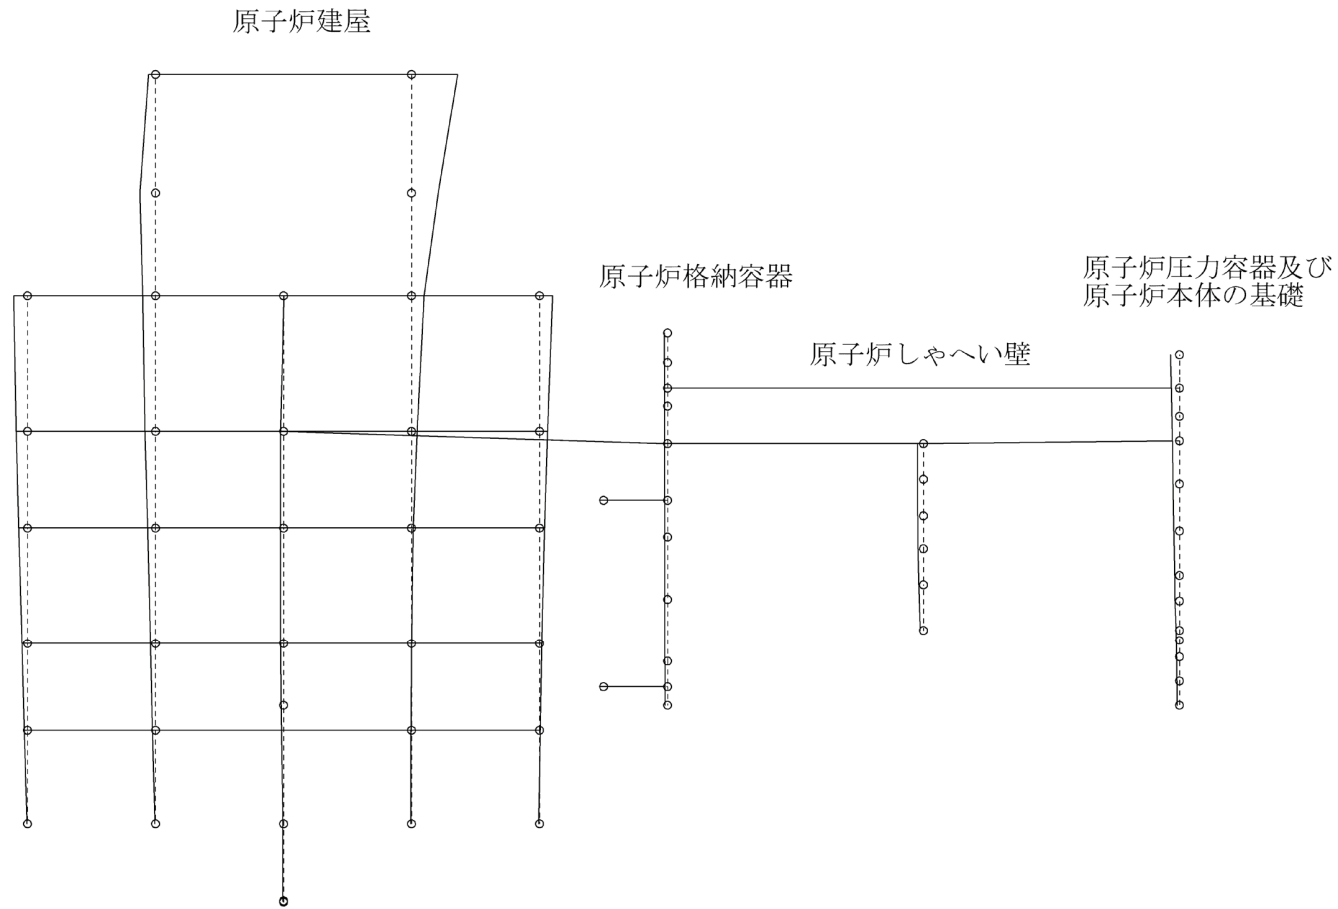 原子炉建屋
原子炉格納容器
原子炉しゃへい壁
原子炉圧力容器及び
原子炉本体の基礎